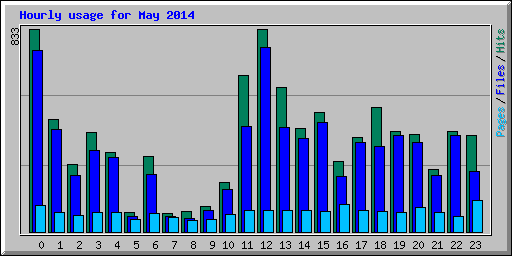 Hourly usage for May 2014
833
Pages/Files/Hits
0 1 2 3 4 5 6 7 8 9 10 11 12 13 14 15 16 17 18 19 20 21 22 23